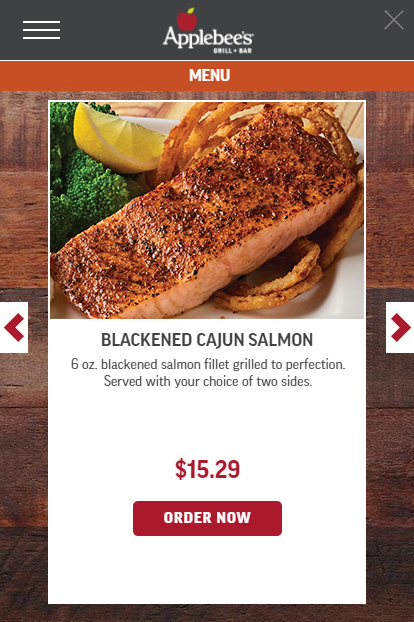 Applebee's
GRILL + BAR
MENU
BLACKENED CAJUN SALMON
6 oz. blackened salmon fillet grilled to perfection.
Served with your choice of two sides.
$15.29
ORDER NOW